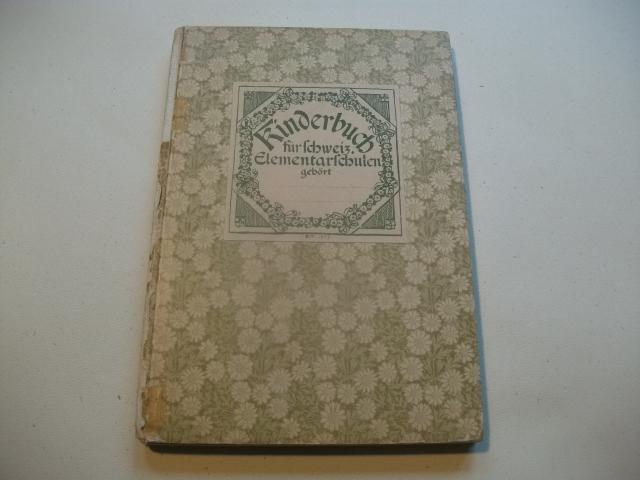 Kinderbuch
für schweiz.
Elementarschulen
gehört